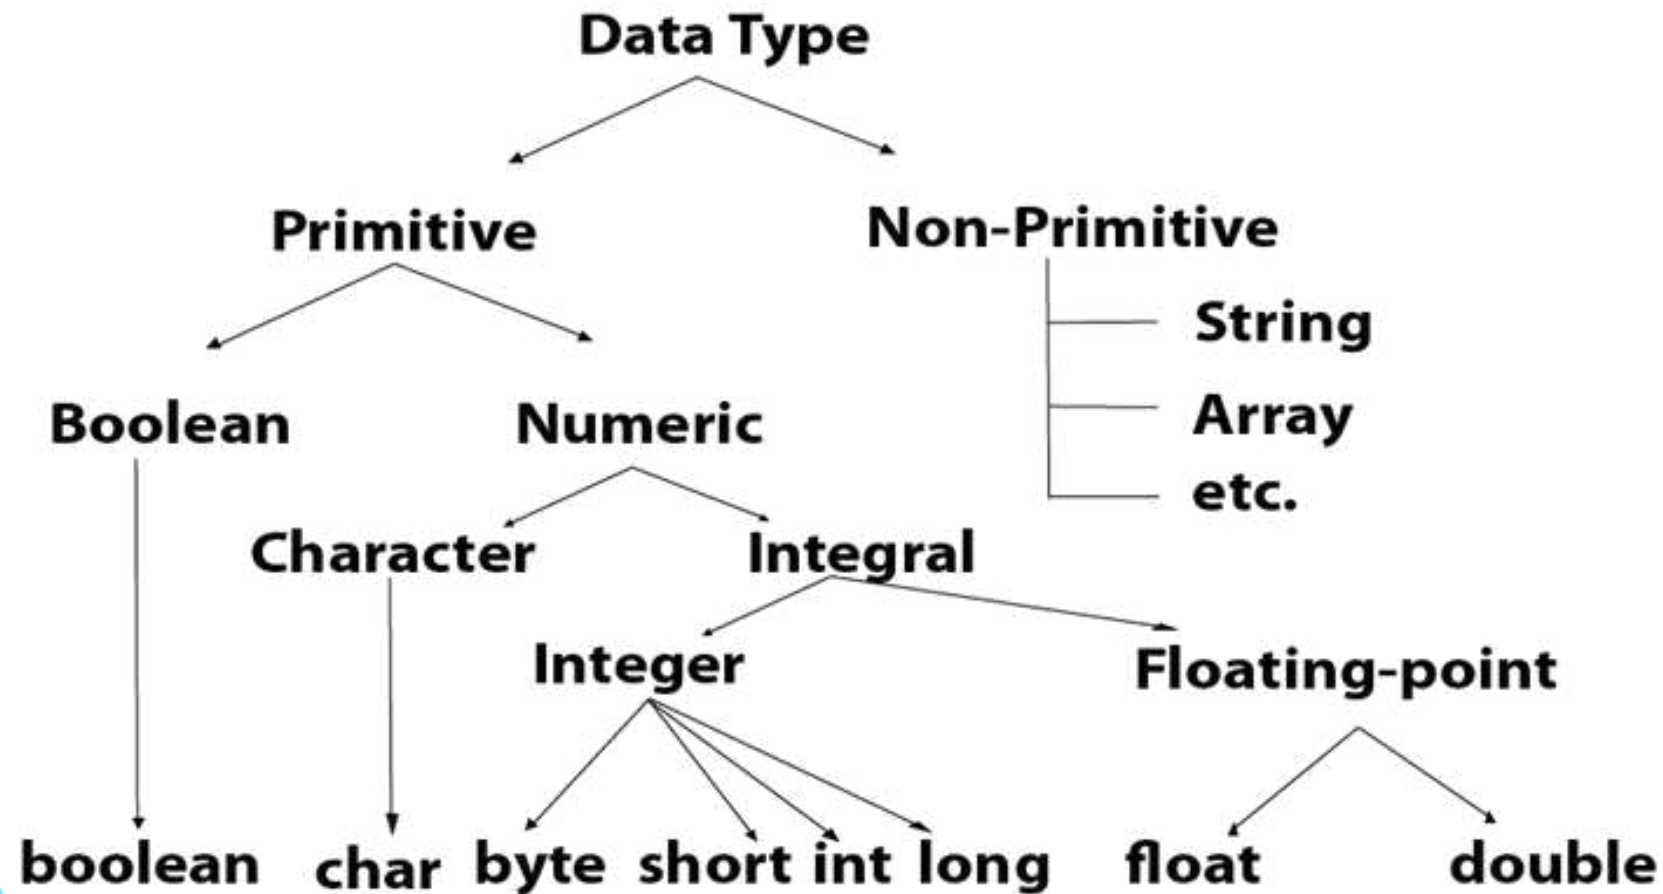 Data Type
Primitive
Non-Primitive
String
Array
etc.
Boolean
Numeric
Character
Integral
Integer
Floating-point
boolean
char
byte
short
int
long
float
double